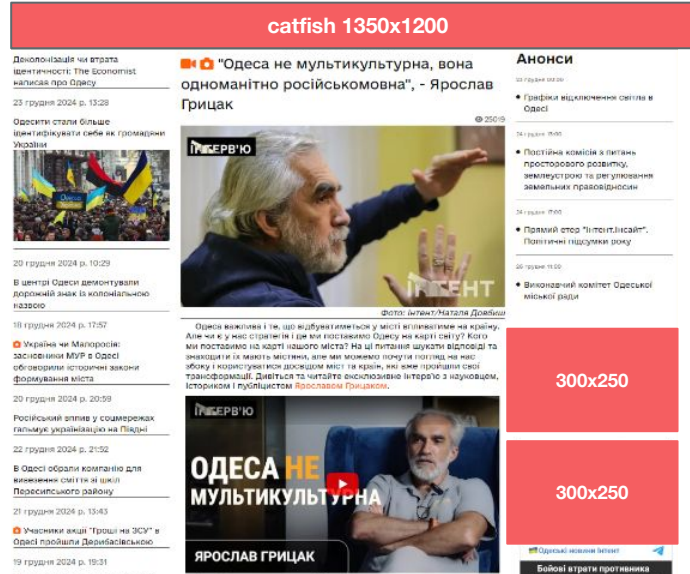 catfish 1350x1200
Деколонізація чи втрата
ідентичності: The Economist
написав про Одесу
23 грудня 2024 р. 13:28
Одесити стали більше
ідентифікувати себе як громадяни
України
20 грудня 2024 р. 10:29
В центрі Одеси демонтували
дорожній знак із колоніальною
назвою
18 грудня 2024 р. 17:57
Україна чи Малоросія:
засновники МУР в Одесі
обговорили історичні закони
формування міста
20 грудня 2024 р. 20:59
Російський вплив у соцмережах
гальмує українізацію на Півдні
22 грудня 2024 р. 21:52
В Одесі обрали компанію для
вивезення сміття зі шкіл
Пересипського району
21 грудня 2024 р. 13:43
Учасники акції "Гроші на ЗСУ" в
Одесі пройшли Дерибасівською
19 грудня 2024 р. 19:31
"Одеса не мультикультурна, вона
одноманітно російськомовна", - Ярослав
Грицак
25019
ІНТЕРВ'Ю
ІНТЕНТ
Фото: Інтент/Наталя Довбиш
Одеса важлива і те, що відбуватиметься у місті впливатиме на країну.
Але чи є у нас стратегія і де ми поставимо Одесу на карті світу? Кого
ми поставимо на карті нашого міста? На ці питання шукати відповіді та
знаходити їх мають містяни, але ми можемо почути погляд на нас
збоку і користуватися досвідом міст та країн, які вже пройшли свої
трансформації. Дивіться та читайте ексклюзивне інтерв'ю з науковцем,
істориком і публіцистом Ярославом Грицаком.
ІНТЕРВ'Ю
ОДЕСА НЕ
МУЛЬТИКУЛЬТУРНА
ЯРОСЛАВ ГРИЦАК
Анонси
Графіки відключення світла в
Одесі
Постійна комісія з питань
просторового розвитку,
землеустрою та регулювання
земельних правовідносин
Прямий етер "Інтент.Інсайт".
Політичні підсумки року
Виконавчий комітет Одеської
міської ради
300x250
300x250
Одеські новини Інтент
Бойові втрати противника